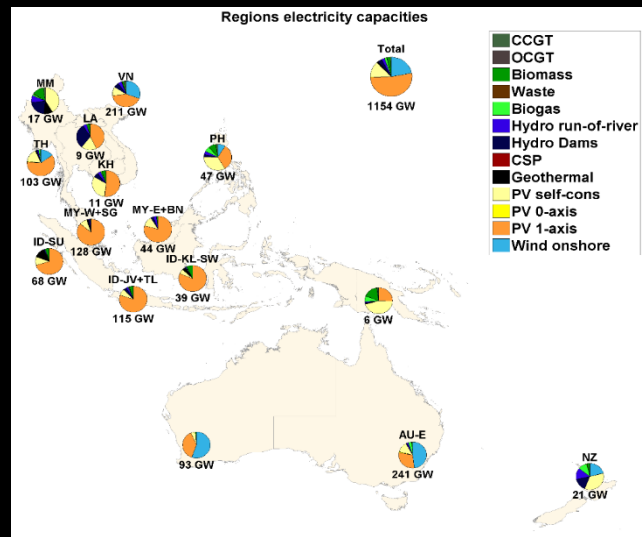 Regions electricity capacities
Total
1154 GW
MM
17 GW
VN
211 GW
LA
9 GW
TH
103 GW
KH
11 GW
PH
47 GW
MY-W+SG
128 GW
MY-E+BN
44 GW
ID-SU
68 GW
ID-KL-SW
39 GW
ID-JV+TL
115 GW
6 GW
93 GW
AU-E
241 GW
NZ
21 GW
CCGT
OCGT
Biomass
Waste
Biogas
Hydro run-of-river
Hydro Dams
CSP
Geothermal
PV self-cons
PV 0-axis
PV 1-axis
Wind onshore